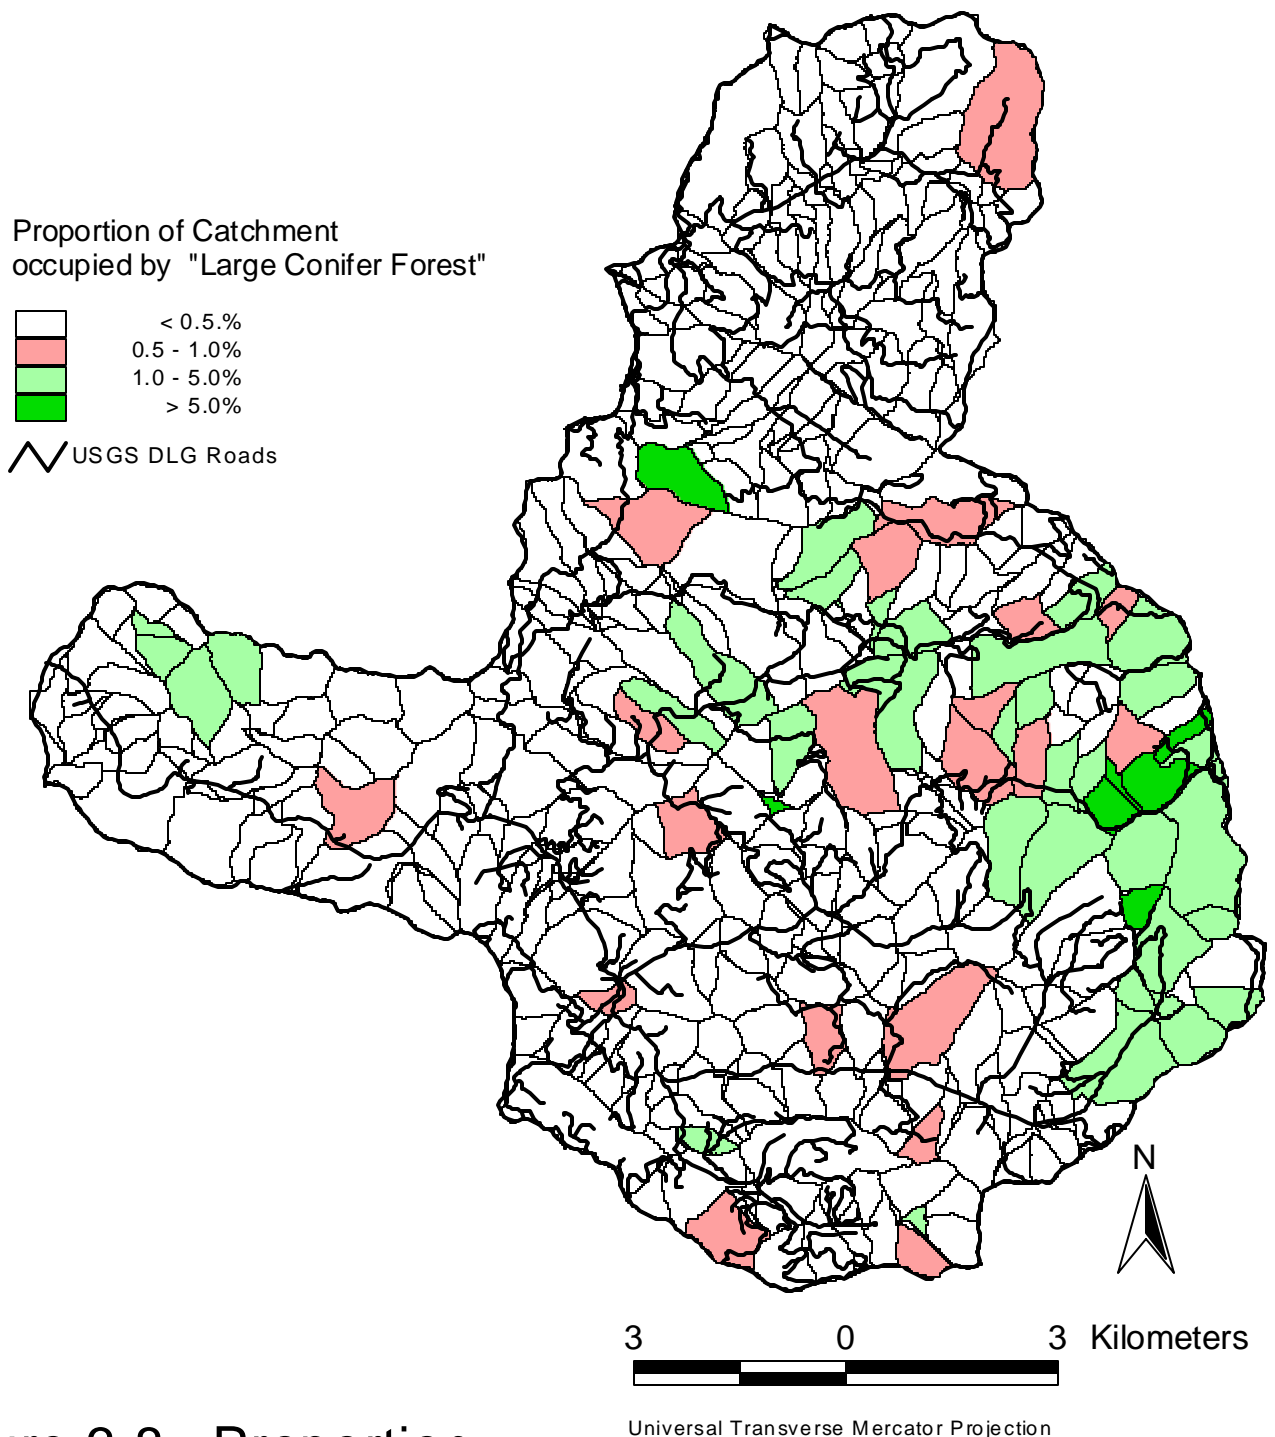 Proportion of Catchment
occupied by "Large Conifer Forest"
< 0.5.%
0.5 - 1.0%
1.0 - 5.0%
> 5.0%
USGS DLG Roads
N
3 0 3 Kilometers
Universal Transverse Mercator Projection